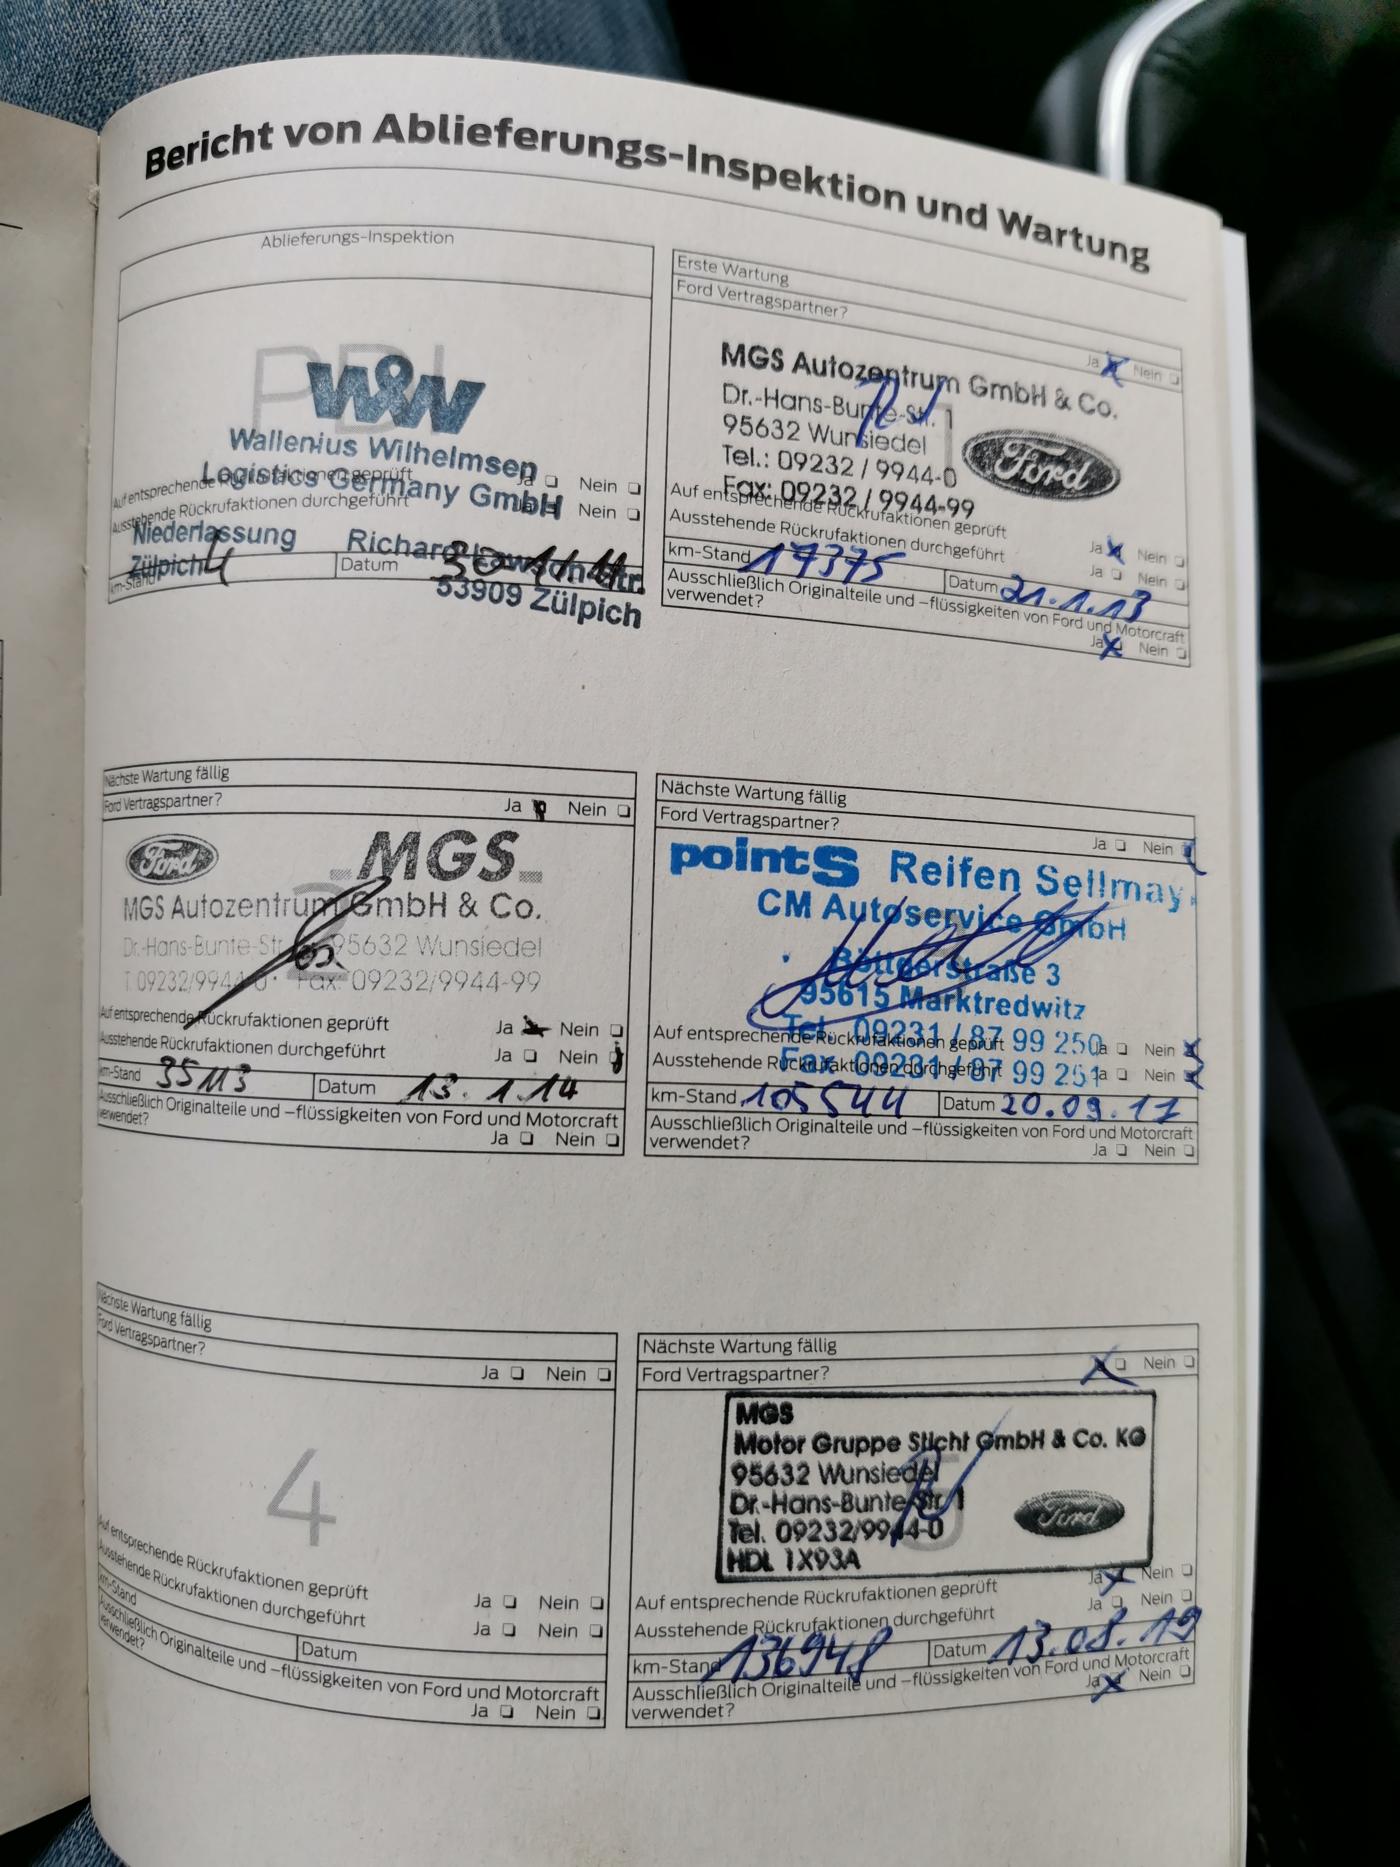 Bericht von Ablieferungs-Inspektion und Wartung
Ablieferungs-Inspektion
PDI
W&W
Wallenius Wilhelmsen
Logistics Germany GmbH
Niederlassung
Zülpich
53909 Zülpich
Auf entsprechende Rückrufaktionen geprüft Ja Nein
Ausstehende Rückrufaktionen durchgeführt Ja Nein
km-Stand 4 Datum
Erste Wartung
Ford Vertragspartner?
Ja Nein
MGS Autozentrum GmbH & Co.
Dr.-Hans-Bunte-Str. 1
95632 Wunsiedel
Tel.: 09232 / 9944-0
Fax: 09232 / 9944-99
Ford
Auf entsprechende Rückrufaktionen geprüft Ja Nein
Ausstehende Rückrufaktionen durchgeführt Ja Nein
km-Stand 17375 Datum 21.1.13
Ausschließlich Originalteile und –flüssigkeiten von Ford und Motorcraft
verwendet? Ja Nein
Nächste Wartung fällig
Ford Vertragspartner? Ja Nein
Ford MGS
MGS Autozentrum GmbH & Co.
Dr.-Hans-Bunte-Str. 95632 Wunsiedel
T. 09232/9944-0 · Fax: 09232/9944-99
2
Auf entsprechende Rückrufaktionen geprüft Ja Nein
Ausstehende Rückrufaktionen durchgeführt Ja Nein
km-Stand 35113 Datum 13.1.14
Ausschließlich Originalteile und –flüssigkeiten von Ford und Motorcraft
verwendet? Ja Nein
Nächste Wartung fällig
Ford Vertragspartner?
Ja Nein
pointS Reifen Sellmay
CM Autoservice GmbH
Böttgerstraße 3
95615 Marktredwitz
Tel. 09231 / 87 99 250
Fax 09231 / 87 99 251
Auf entsprechende Rückrufaktionen geprüft Ja Nein
Ausstehende Rückrufaktionen durchgeführt Ja Nein
km-Stand 105544 Datum 20.09.17
Ausschließlich Originalteile und –flüssigkeiten von Ford und Motorcraft
verwendet? Ja Nein
Nächste Wartung fällig
Ford Vertragspartner?
Ja Nein
4
Auf entsprechende Rückrufaktionen geprüft Ja Nein
Ausstehende Rückrufaktionen durchgeführt Ja Nein
km-Stand Datum
Ausschließlich Originalteile und –flüssigkeiten von Ford und Motorcraft
verwendet? Ja Nein
Nächste Wartung fällig
Ford Vertragspartner? Nein
MGS
Motor Gruppe Sticht GmbH & Co. KG
95632 Wunsiedel
Dr.-Hans-Bunte-Str. 1
Tel. 09232/9944-0
HDL 1X93A
Ford
5
Auf entsprechende Rückrufaktionen geprüft Ja Nein
Ausstehende Rückrufaktionen durchgeführt Ja Nein
km-Stand 136948 Datum 13.08.19
Ausschließlich Originalteile und –flüssigkeiten von Ford und Motorcraft
verwendet? Ja Nein